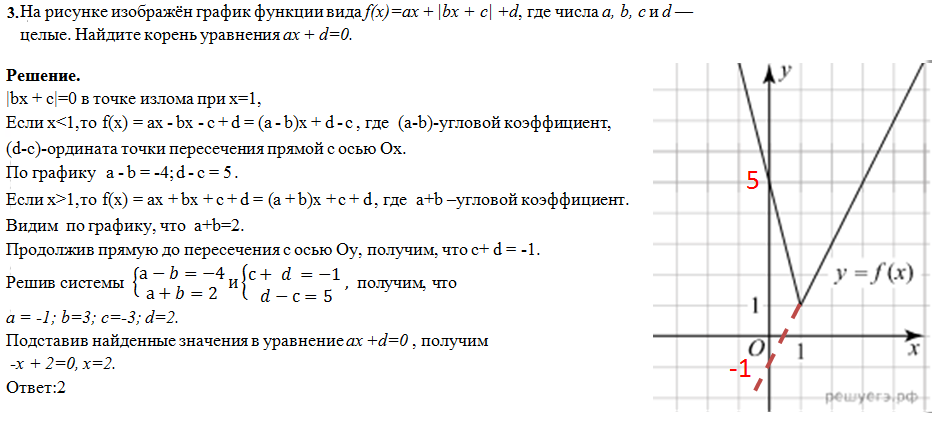 3.На рисунке изображён график функции вида f(x)=ax + |bx + c| +d, где числа a, b, c и d —
целые. Найдите корень уравнения ax + d=0.
Решение.
|bx + c|=0 в точке излома при x=1,
Если x<1,то f(x) = ax - bx - c + d = (a - b)x + d - c , где (a-b)-угловой коэффициент,
(d-c)-ордината точки пересечения прямой с осью Ox.
По графику a - b = -4; d - c = 5 .
Если x>1,то f(x) = ax + bx + c + d = (a + b)x + c + d, где a+b –угловой коэффициент.
Видим по графику, что a+b=2.
Продолжив прямую до пересечения с осью Oy, получим, что c+ d = -1.
Решив системы {a − b = −4 a + b = 2 и {c + d = −1 d − c = 5 , получим, что
a = -1; b=3; c=-3; d=2.
Подставив найденные значения в уравнение ax +d=0 , получим
-x + 2=0, x=2.
Ответ:2
y
5
y = f(x)
1
O 1 x
-1
решуегэ.рф